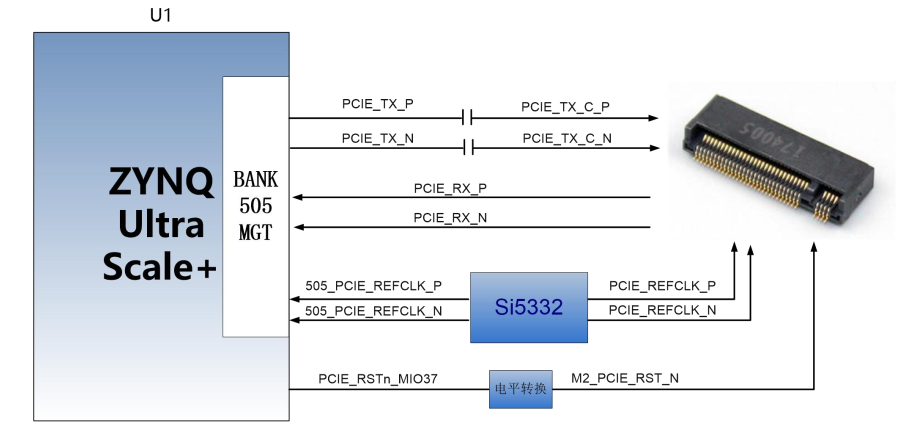 U1
ZYNQ
Ultra
Scale+
BANK
505
MGT
PCIE_TX_P
PCIE_TX_C_P
PCIE_TX_N
PCIE_TX_C_N
PCIE_RX_P
PCIE_RX_N
505_PCIE_REFCLK_P
505_PCIE_REFCLK_N
Si5332
PCIE_REFCLK_P
PCIE_REFCLK_N
PCIE_RSTn_MIO37
电平转换
M2_PCIE_RST_N
174005